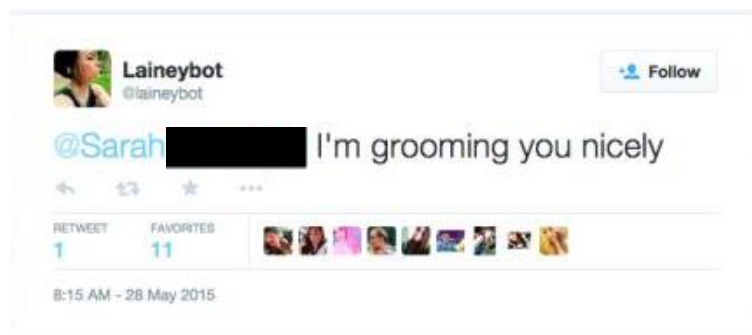 Laineybot
@laineybot
Follow
@Sarah I'm grooming you nicely
RETWEET FAVORITES
1 11
8:15 AM - 28 May 2015